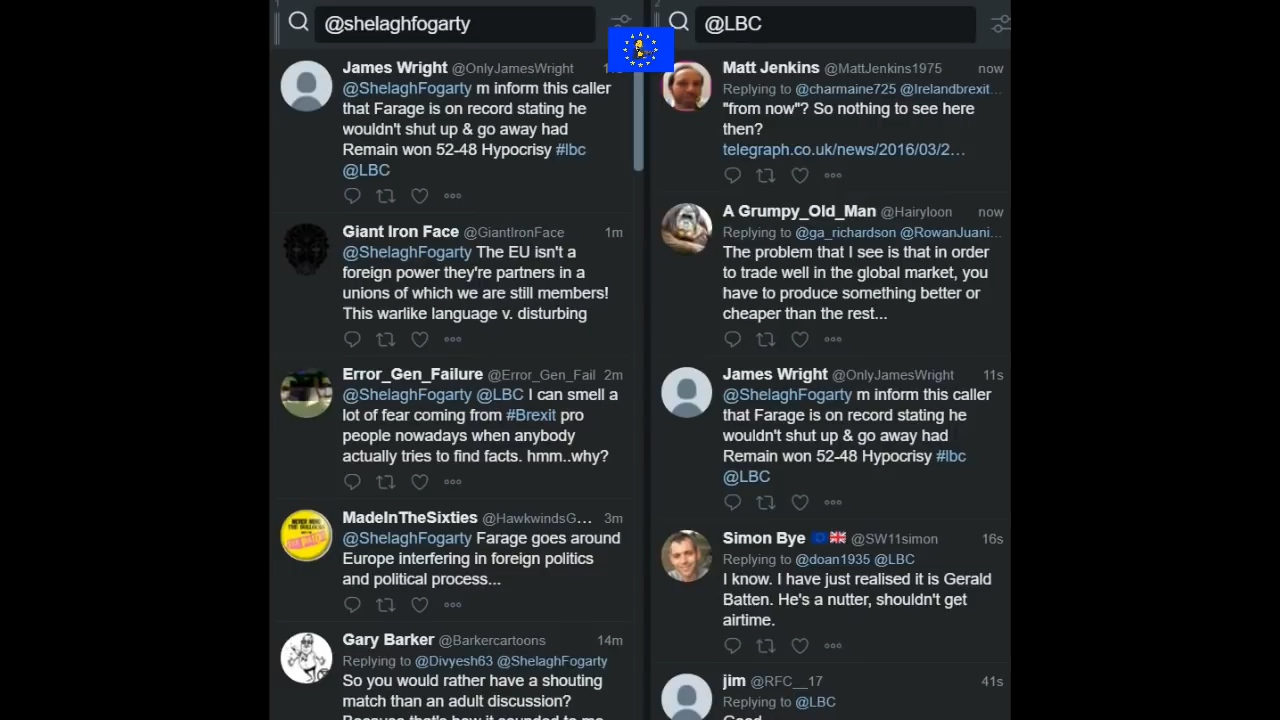 @shelaghfogarty
James Wright @OnlyJamesWright
@ShelaghFogarty m inform this caller
that Farage is on record stating he
wouldn't shut up & go away had
Remain won 52-48 Hypocrisy #lbc
@LBC
Giant Iron Face @GiantIronFace 1m
@ShelaghFogarty The EU isn't a
foreign power they're partners in a
unions of which we are still members!
This warlike language v. disturbing
Error_Gen_Failure @Error_Gen_Fail 2m
@ShelaghFogarty @LBC I can smell a
lot of fear coming from #Brexit pro
people nowadays when anybody
actually tries to find facts. hmm..why?
MadeInTheSixties @HawkwindsG... 3m
@ShelaghFogarty Farage goes around
Europe interfering in foreign politics
and political process...
Gary Barker @Barkercartoons 14m
Replying to @Divyesh63 @ShelaghFogarty
So you would rather have a shouting
match than an adult discussion?
Because that's how it sounded to me
@LBC
Matt Jenkins @MattJenkins1975 now
Replying to @charmaine725 @Irelandbrexit...
"from now"? So nothing to see here
then?
telegraph.co.uk/news/2016/03/2...
A Grumpy_Old_Man @Hairyloon now
Replying to @ga_richardson @RowanJuani...
The problem that I see is that in order
to trade well in the global market, you
have to produce something better or
cheaper than the rest...
James Wright @OnlyJamesWright 11s
@ShelaghFogarty m inform this caller
that Farage is on record stating he
wouldn't shut up & go away had
Remain won 52-48 Hypocrisy #lbc
@LBC
Simon Bye @SW11simon 16s
Replying to @doan1935 @LBC
I know. I have just realised it is Gerald
Batten. He's a nutter, shouldn't get
airtime.
jim @RFC__17 41s
Replying to @LBC
Good